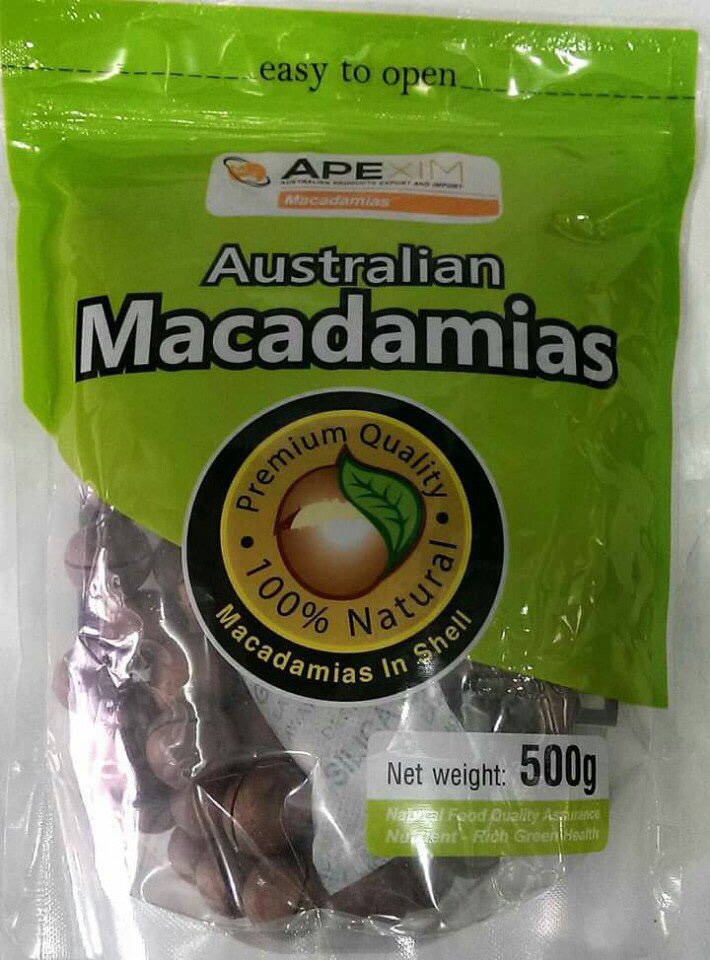 easy to open
APEXIM
AUSTRALIAN PRODUCTS EXPORT AND IMPORT
Macadamias
Australian
Macadamias
Premium Quality
100% Natural
Macadamias In Shell
SILICA
Net weight: 500g
Natural Food Quality Assurance
Nutrient - Rich Green Health